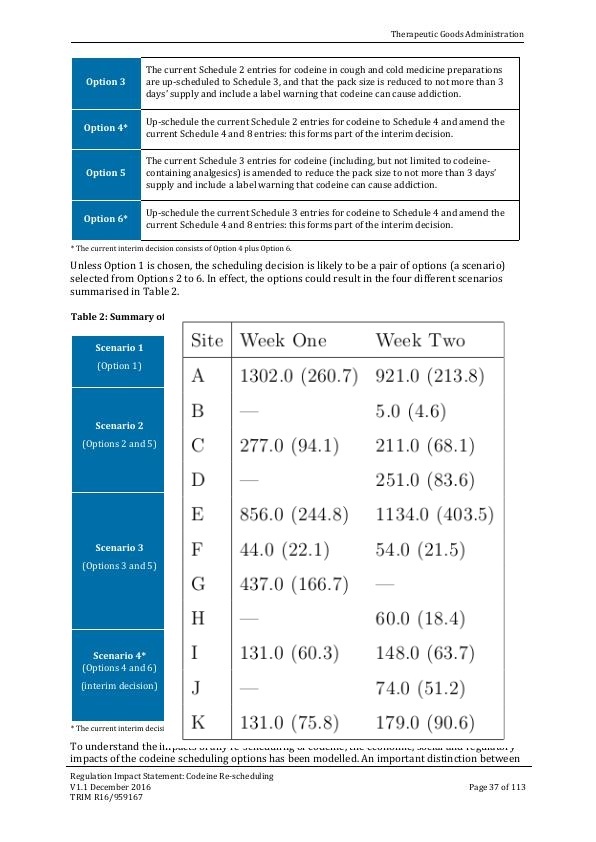 Therapeutic Goods Administration
Option 3
The current Schedule 2 entries for codeine in cough and cold medicine preparations
are up-scheduled to Schedule 3, and that the pack size is reduced to not more than 3
days' supply and include a label warning that codeine can cause addiction.
Option 4*
Up-schedule the current Schedule 2 entries for codeine to Schedule 4 and amend the
current Schedule 4 and 8 entries: this forms part of the interim decision.
Option 5
The current Schedule 3 entries for codeine (including, but not limited to codeine-
containing analgesics) is amended to reduce the pack size to not more than 3 days'
supply and include a label warning that codeine can cause addiction.
Option 6*
Up-schedule the current Schedule 3 entries for codeine to Schedule 4 and amend the
current Schedule 4 and 8 entries: this forms part of the interim decision.
* The current interim decision consists of Option 4 plus Option 6.
Unless Option 1 is chosen, the scheduling decision is likely to be a pair of options (a scenario)
selected from Options 2 to 6. In effect, the options could result in the four different scenarios
summarised in Table 2.
Table 2: Summary of
Scenario 1
(Option 1)
Scenario 2
(Options 2 and 5)
Scenario 3
(Options 3 and 5)
Scenario 4*
(Options 4 and 6)
(interim decision)
Site Week One Week Two
A 1302.0 (260.7) 921.0 (213.8)
B — 5.0 (4.6)
C 277.0 (94.1) 211.0 (68.1)
D — 251.0 (83.6)
E 856.0 (244.8) 1134.0 (403.5)
F 44.0 (22.1) 54.0 (21.5)
G 437.0 (166.7) —
H — 60.0 (18.4)
I 131.0 (60.3) 148.0 (63.7)
J — 74.0 (51.2)
K 131.0 (75.8) 179.0 (90.6)
* The current interim decisi
To understand the impacts of any re-scheduling of codeine, the economic, social and regulatory
impacts of the codeine scheduling options has been modelled. An important distinction between
Regulation Impact Statement: Codeine Re-scheduling
V1.1 December 2016
TRIM R16/959167
Page 37 of 113